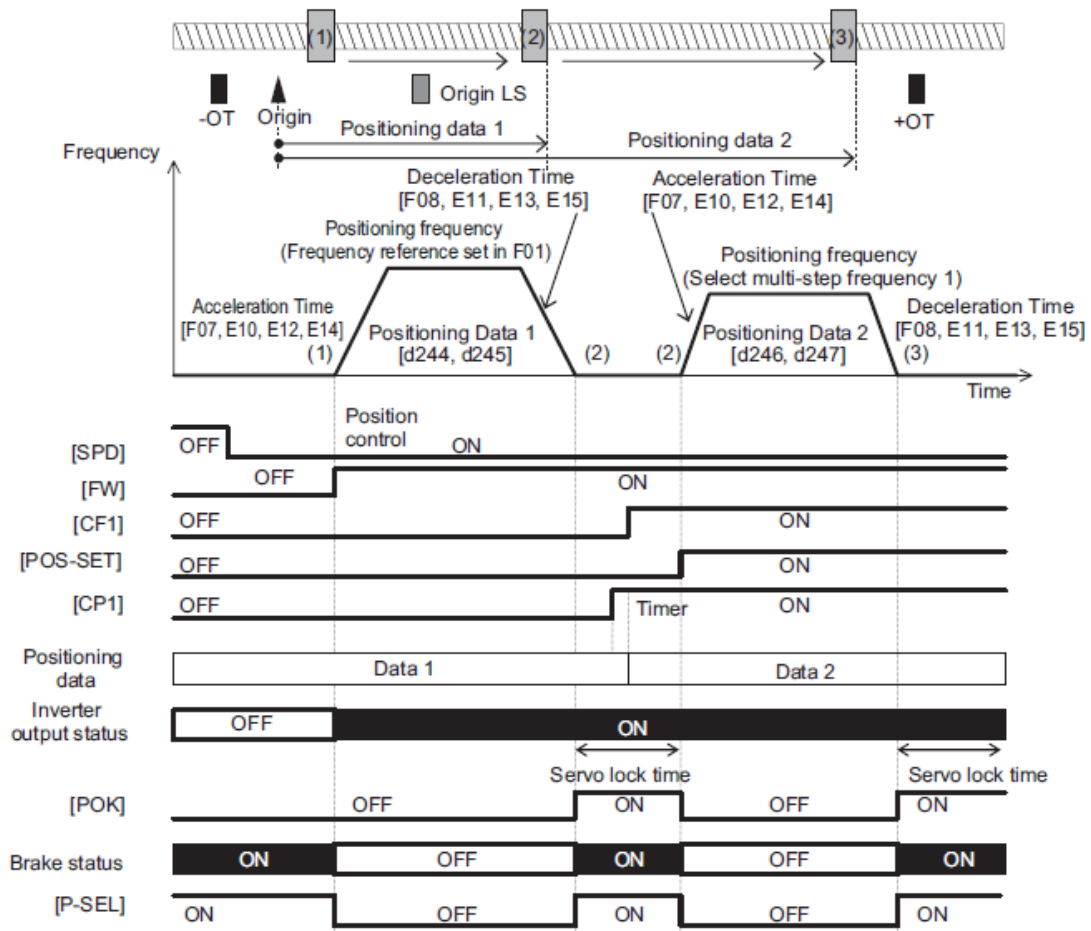 (1) (2) (3)
-OT Origin Origin LS +OT
Positioning data 1
Positioning data 2
Frequency
Deceleration Time
[F08, E11, E13, E15]
Acceleration Time
[F07, E10, E12, E14]
Positioning frequency
(Frequency reference set in F01)
Positioning frequency
(Select multi-step frequency 1)
Acceleration Time
[F07, E10, E12, E14]
(1)
Positioning Data 1
[d244, d245]
(2) (2)
Positioning Data 2
[d246, d247]
Deceleration Time
[F08, E11, E13, E15]
(3)
Time
Position
control
[SPD] OFF ON
[FW] OFF ON
[CF1] OFF ON
[POS-SET] OFF ON
[CP1] OFF Timer ON
Positioning
data
Data 1 Data 2
Inverter
output status
OFF ON
Servo lock time Servo lock time
[POK] OFF ON OFF ON
Brake status ON OFF ON OFF ON
[P-SEL] ON OFF ON OFF ON